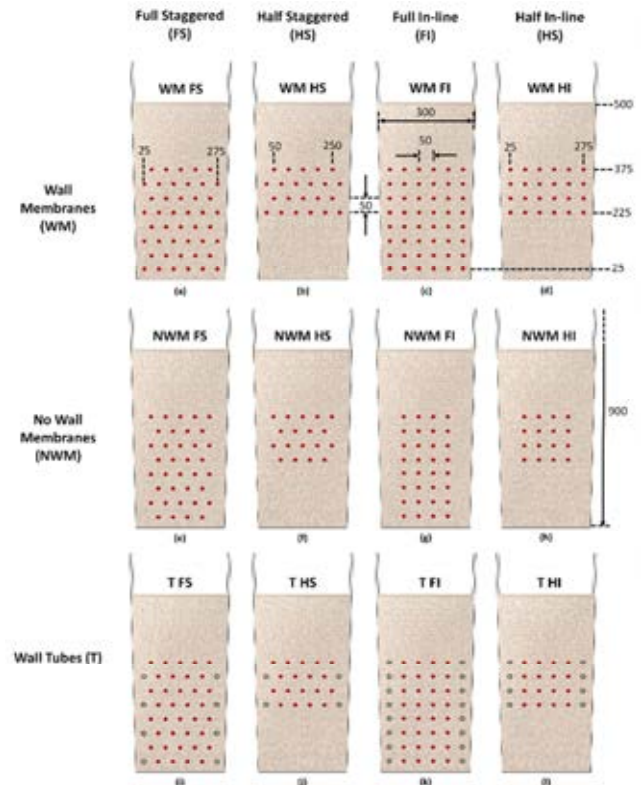 Full Staggered
(FS)
Half Staggered
(HS)
Full In-line
(FI)
Half In-line
(HS)
Wall
Membranes
(WM)
WM FS
WM HS
WM FI
WM HI
500
300
25
275
50
250
50
25
275
375
50
225
25
(a)
(b)
(c)
(d)
No Wall
Membranes
(NWM)
NWM FS
NWM HS
NWM FI
NWM HI
900
(e)
(f)
(g)
(h)
Wall Tubes (T)
T FS
T HS
T FI
T HI
(i)
(j)
(k)
(l)